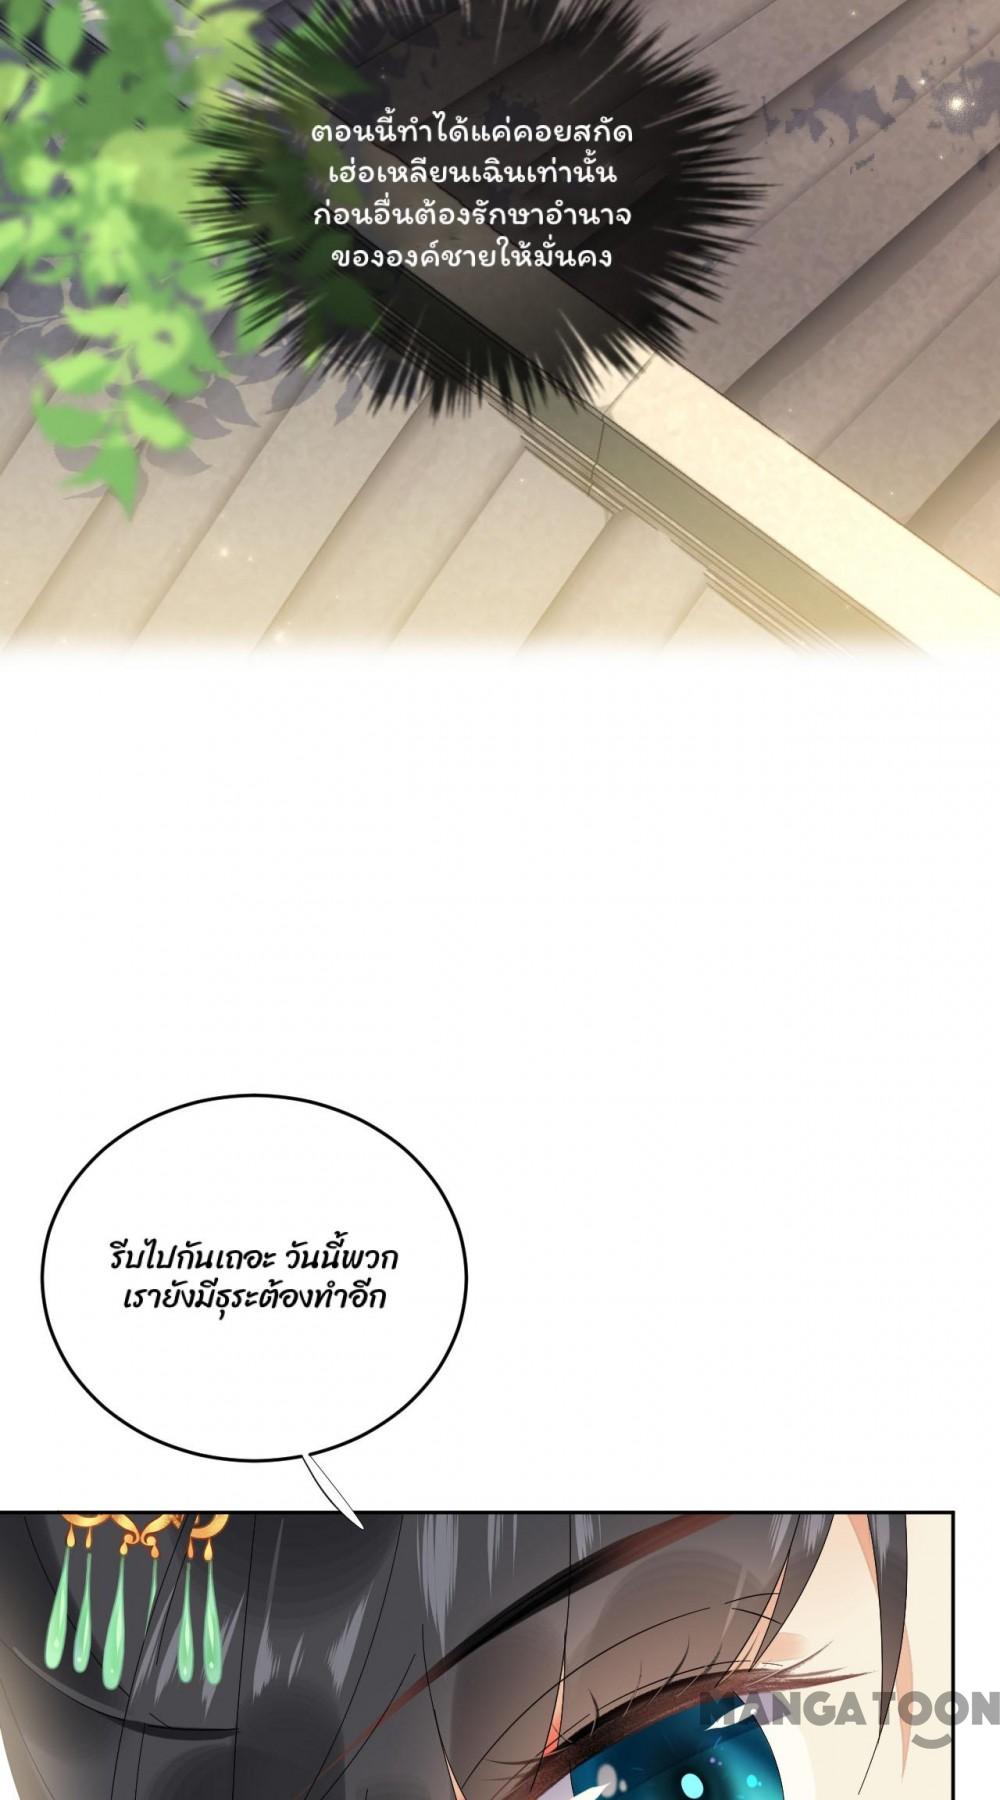 ตอนนี้ทำได้แค่คอยสกัด
เฮ่อเหลียนเฉินเท่านั้น
ก่อนอื่นต้องรักษาอำนาจ
ขององค์ชายให้มั่นคง
รีบไปกันเถอะ วันนี้พวก
เรายังมีธุระต้องทำอีก
MANGATOON